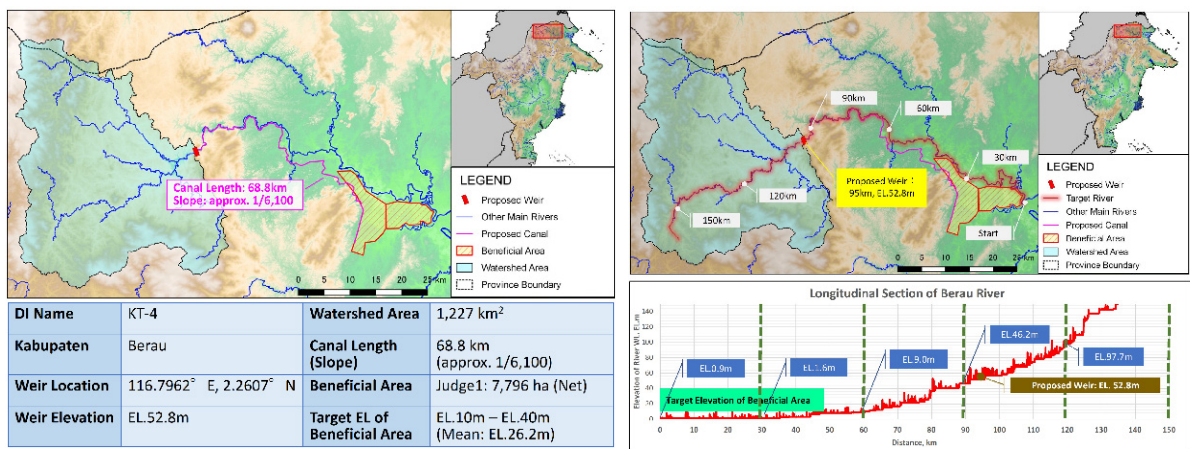 Canal Length: 68.8km
Slope: approx. 1/6,100
0 5 10 15 20 25 km
LEGEND
Proposed Weir
Other Main Rivers
Proposed Canal
Beneficial Area
Watershed Area
Province Boundary
DI Name KT-4 Watershed Area 1,227 km²
Kabupaten Berau Canal Length (Slope) 68.8 km (approx. 1/6,100)
Weir Location 116.7962° E, 2.2607° N Beneficial Area Judge1: 7,796 ha (Net)
Weir Elevation EL.52.8m Target EL of Beneficial Area EL.10m – EL.40m (Mean: EL.26.2m)
90km
60km
30km
Proposed Weir :
95km, EL.52.8m
120km
150km
Start
0 5 10 15 20 25 km
LEGEND
Proposed Weir
Target River
Other Main Rivers
Proposed Canal
Beneficial Area
Watershed Area
Province Boundary
Longitudinal Section of Berau River
Elevation of River WL, EL.m
140
120
100
80
60
40
20
0
EL.0.9m
EL.1.6m
EL.9.0m
EL.46.2m
EL.97.7m
Target Elevation of Beneficial Area
Proposed Weir: EL. 52.8m
0 10 20 30 40 50 60 70 80 90 100 110 120 130 140 150
Distance, km